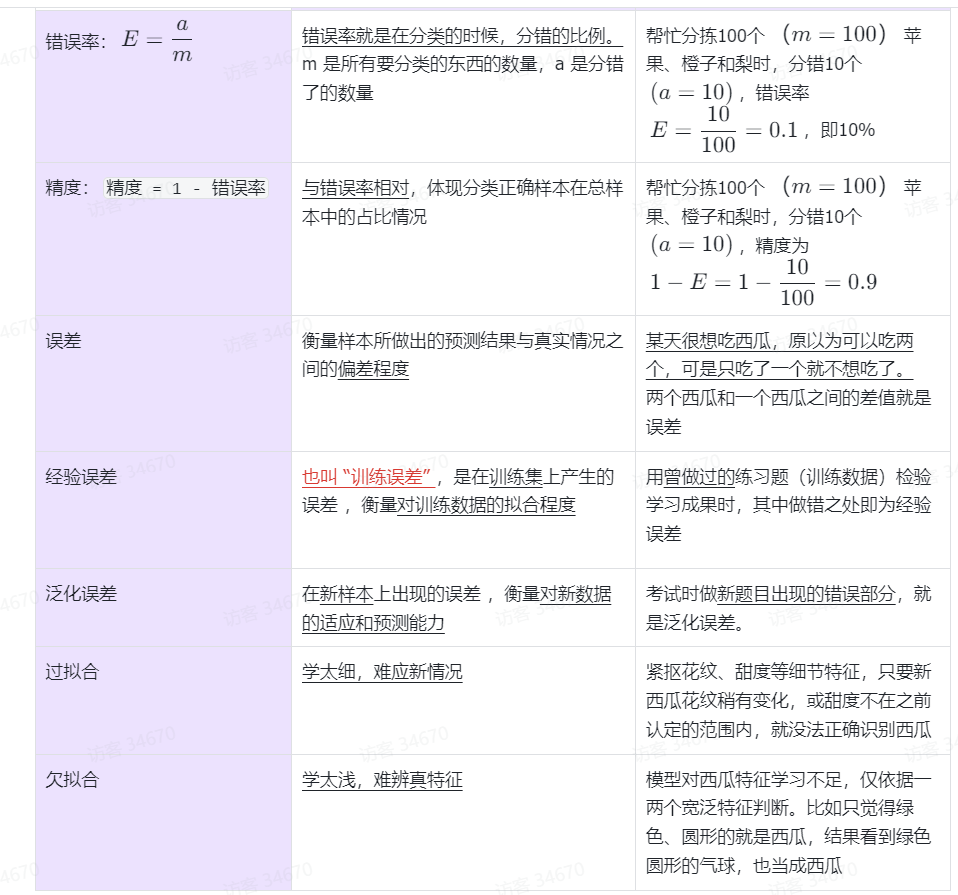 错误率： E = a/m
错误率就是在分类的时候，分错的比例。
m 是所有要分类的东西的数量，a 是分错
了的数量
帮忙分拣100个 （m = 100） 苹
果、橙子和梨时，分错10个
（a = 10），错误率
E = 10/100 = 0.1 ，即10%
精度： 精度 = 1 - 错误率
与错误率相对，体现分类正确样本在总样
本中的占比情况
帮忙分拣100个 （m = 100） 苹
果、橙子和梨时，分错10个
（a = 10），精度为
1 − E = 1 − 10/100 = 0.9
误差
衡量样本所做出的预测结果与真实情况之
间的偏差程度
某天很想吃西瓜，原以为可以吃两
个，可是只吃了一个就不想吃了。
两个西瓜和一个西瓜之间的差值就是
误差
经验误差
也叫 “训练误差” ，是在训练集上产生的
误差 ，衡量对训练数据的拟合程度
用曾做过的练习题（训练数据）检验
学习成果时，其中做错之处即为经验
误差
泛化误差
在新样本上出现的误差 ，衡量对新数据
的适应和预测能力
考试时做新题目出现的错误部分，就
是泛化误差。
过拟合
学太细，难应新情况
紧抠花纹、甜度等细节特征，只要新
西瓜花纹稍有变化，或甜度不在之前
认定的范围内，就没法正确识别西瓜
欠拟合
学太浅，难辨真特征
模型对西瓜特征学习不足，仅依据一
两个宽泛特征判断。比如只觉得绿
色、圆形的就是西瓜，结果看到绿色
圆形的气球，也当成西瓜
访客 34670